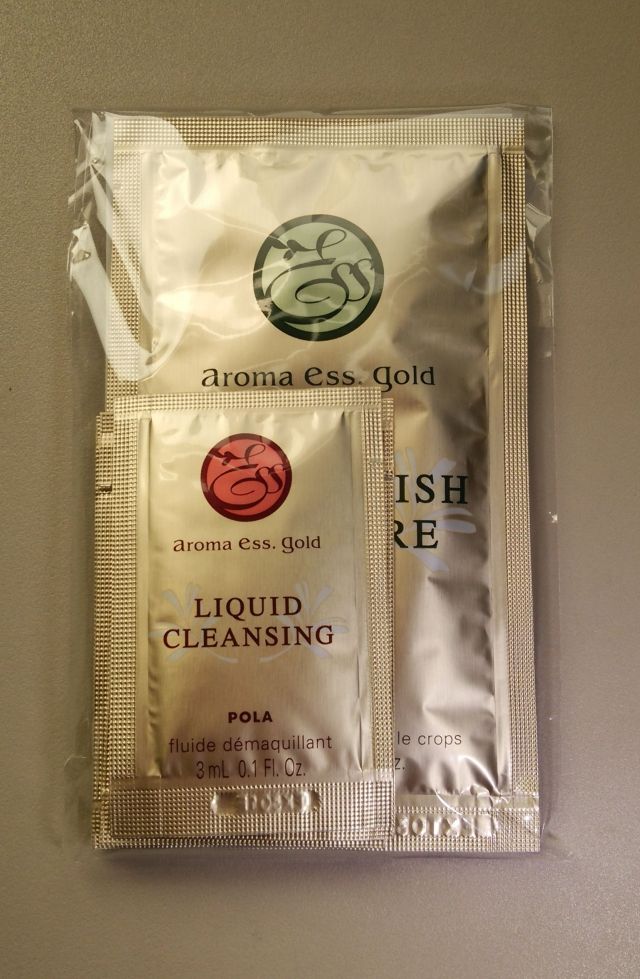 aroma ess. gold
ISH
RE
le crops
z.
aroma ess. gold
LIQUID
CLEANSING
POLA
fluide démaquillant
3 mL 0.1 Fl. Oz.